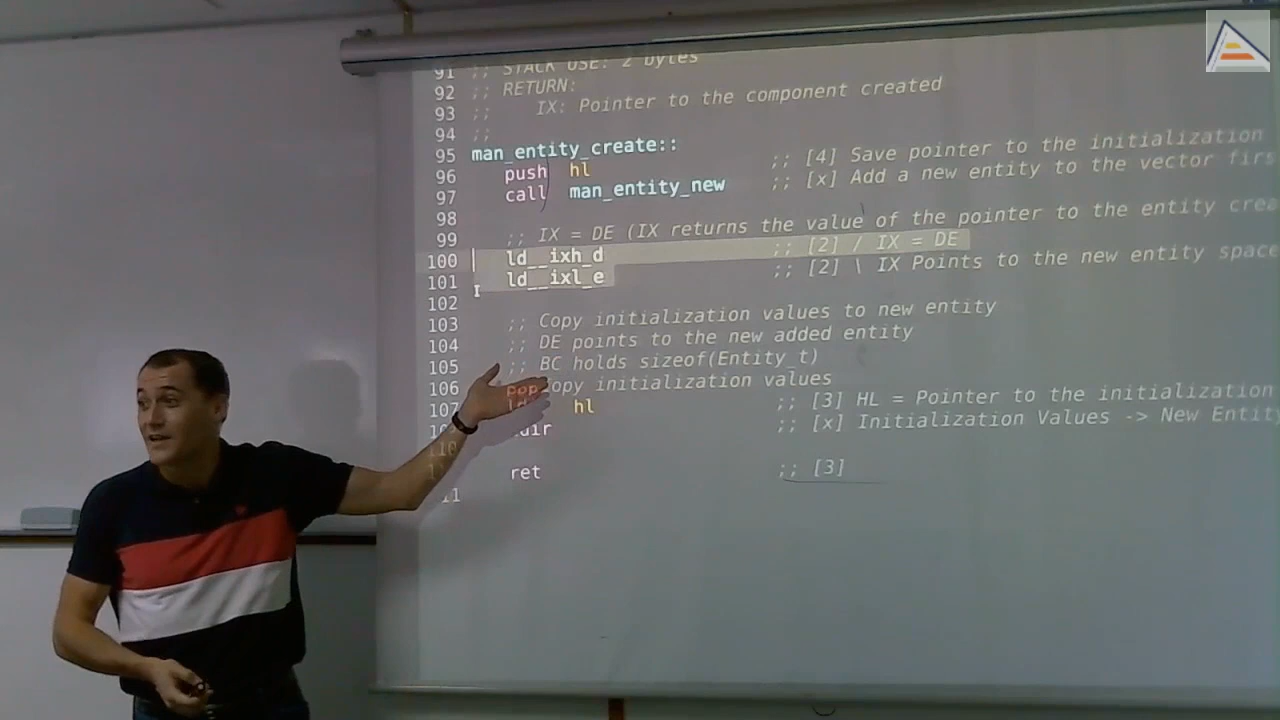 91 ;; STACK USE: 2 bytes
92 ;; RETURN:
93 ;; IX: Pointer to the component created
94 ;;
95 man_entity_create::
96 push hl ;; [4] Save pointer to the initialization
97 call man_entity_new ;; [x] Add a new entity to the vector firs
98
99 ;; IX = DE (IX returns the value of the pointer to the entity crea
100 ld__ixh_d ;; [2] / IX = DE
101 ld__ixl_e ;; [2] \ IX Points to the new entity space
102
103 ;; Copy initialization values to new entity
104 ;; DE points to the new added entity
105 ;; BC holds sizeof(Entity_t)
106 initialization values
107 hl ;; [3] HL = Pointer to the initialization
;; [x] Initialization Values -> New Entity
110
ret ;; [3]